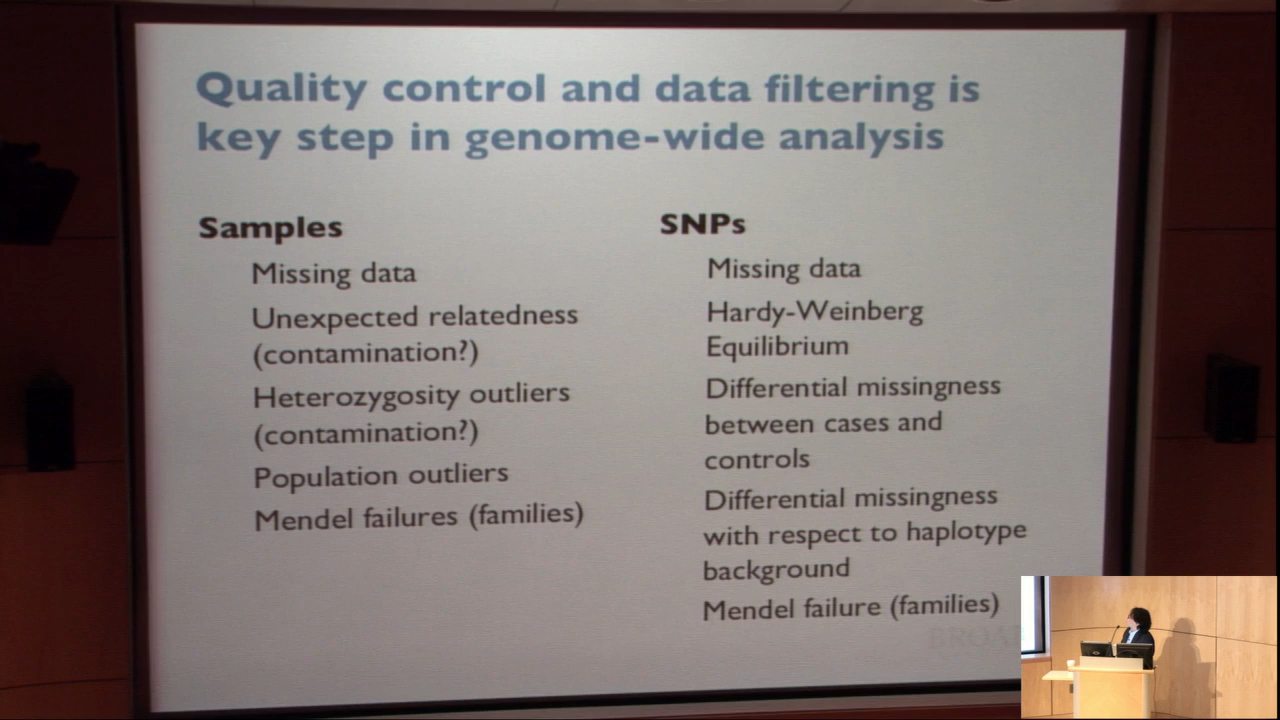 Quality control and data filtering is
key step in genome-wide analysis
Samples
Missing data
Unexpected relatedness
(contamination?)
Heterozygosity outliers
(contamination?)
Population outliers
Mendel failures (families)
SNPs
Missing data
Hardy-Weinberg
Equilibrium
Differential missingness
between cases and
controls
Differential missingness
with respect to haplotype
background
Mendel failure (families)